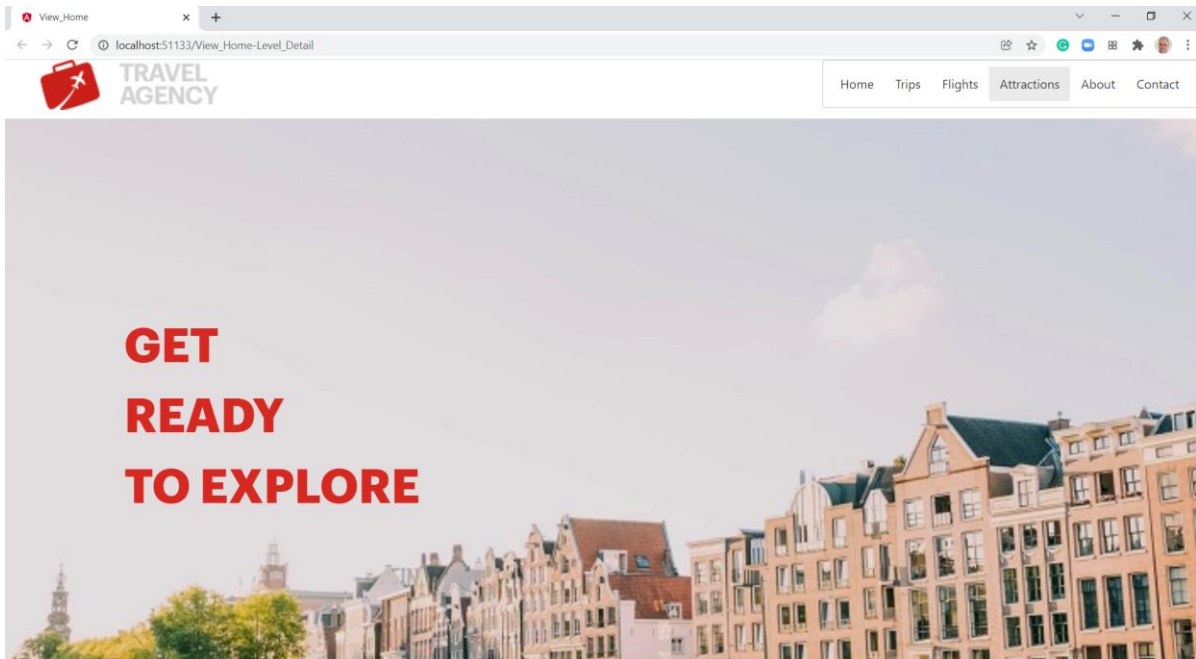 View_Home
localhost:51133/View_Home-Level_Detail
TRAVEL
AGENCY
Home Trips Flights Attractions About Contact
GET
READY
TO EXPLORE